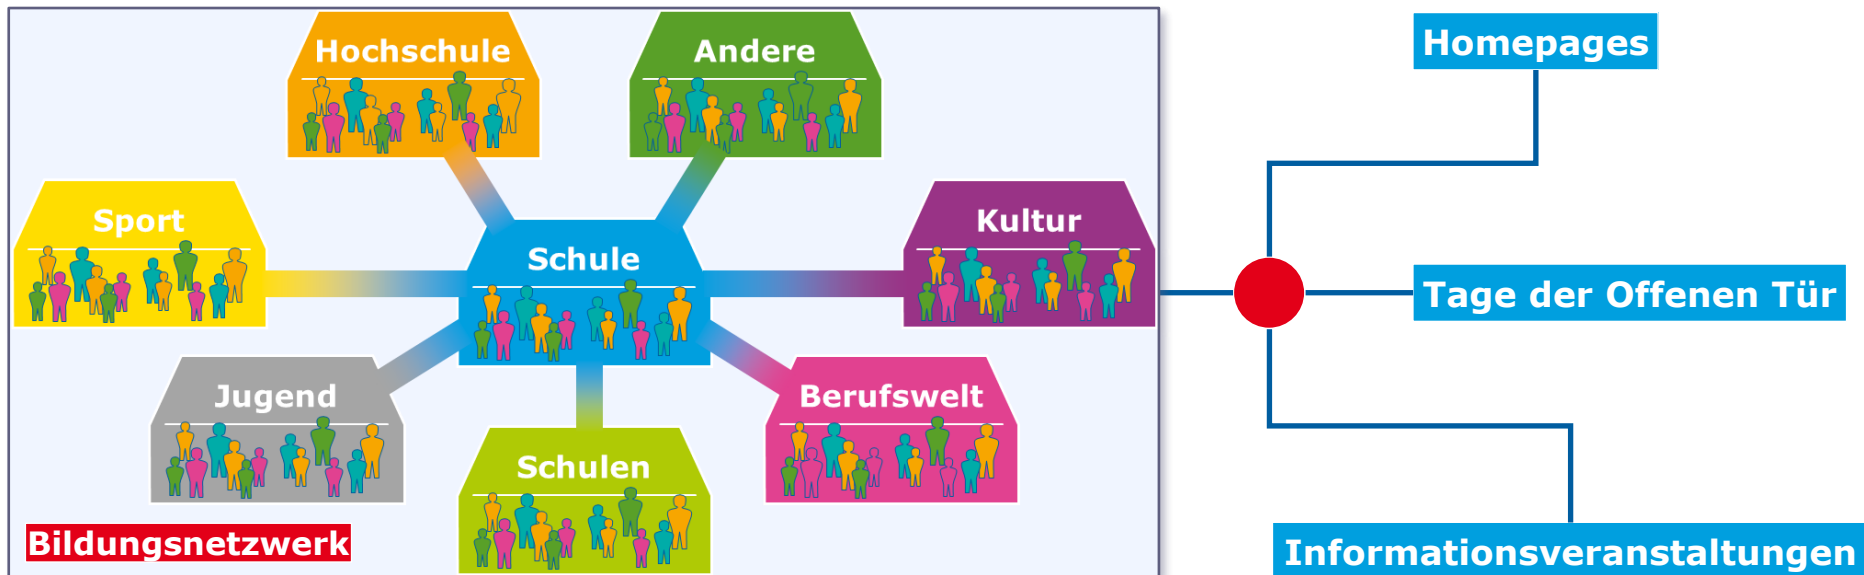 Hochschule
Andere
Homepages
Sport
Schule
Kultur
Tage der Offenen Tür
Jugend
Berufswelt
Schulen
Bildungsnetzwerk
Informationsveranstaltungen